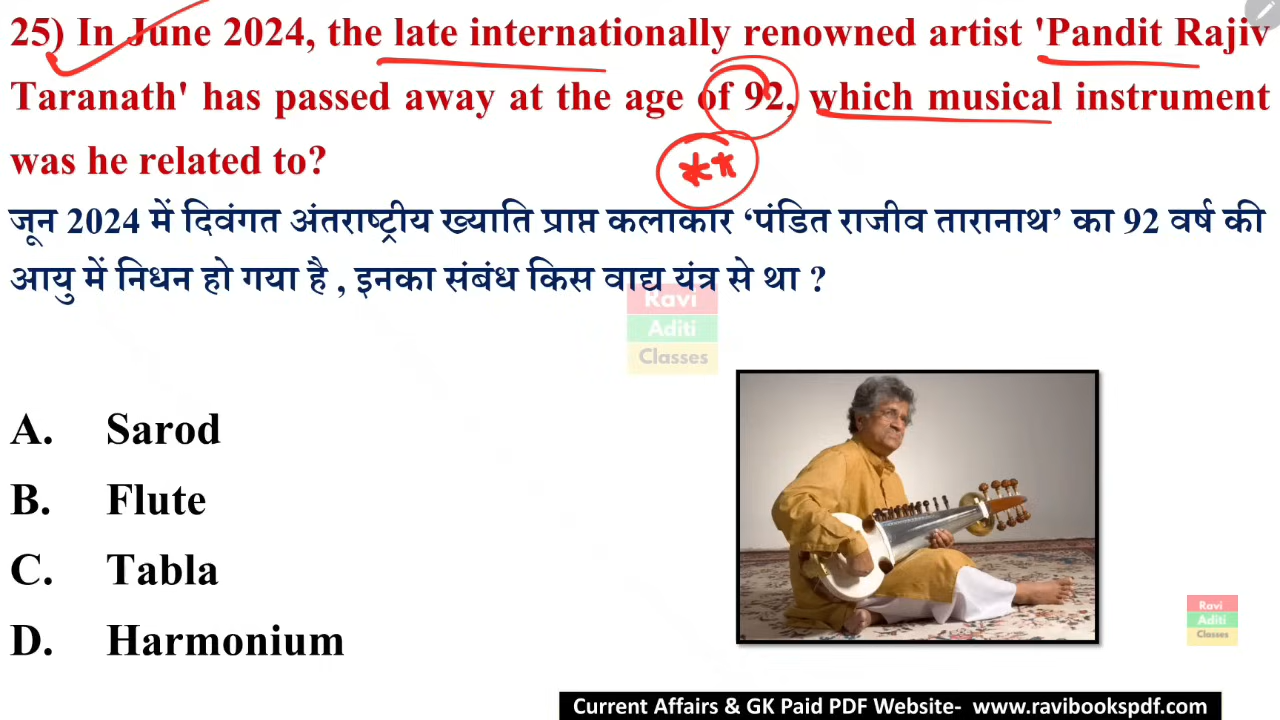 25) In June 2024, the late internationally renowned artist 'Pandit Rajiv
Taranath' has passed away at the age of 92, which musical instrument
was he related to?
**
जून 2024 में दिवंगत अंतराष्ट्रीय ख्याति प्राप्त कलाकार ‘पंडित राजीव तारानाथ’ का 92 वर्ष की
आयु में निधन हो गया है , इनका संबंध किस वाद्य यंत्र से था ?
Ravi
Aditi
Classes
A. Sarod
B. Flute
C. Tabla
D. Harmonium
Ravi
Aditi
Classes
Current Affairs & GK Paid PDF Website- www.ravibookspdf.com